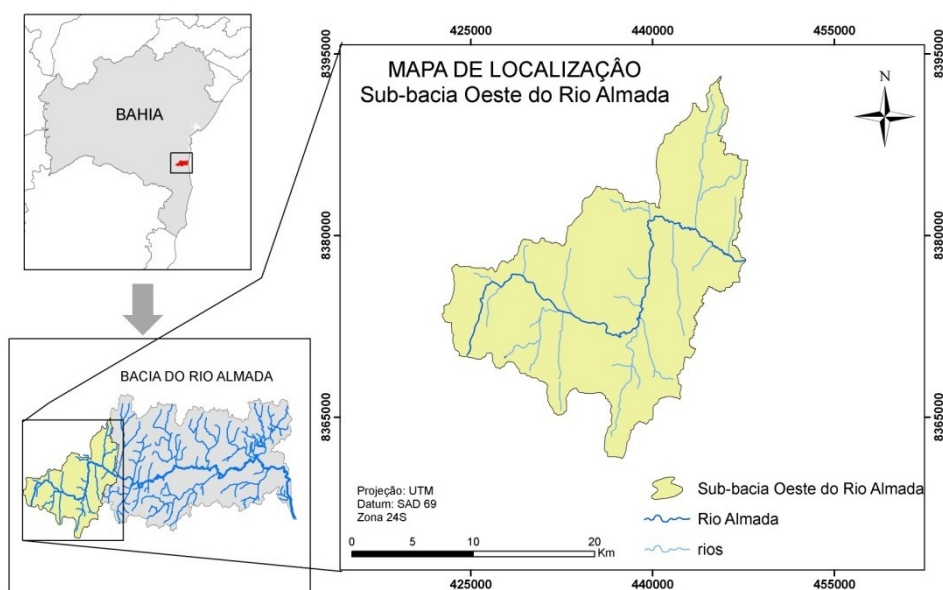 BAHIA
BACIA DO RIO ALMADA
425000
440000
455000
8395000
8395000
MAPA DE LOCALIZAÇÂO
Sub-bacia Oeste do Rio Almada
N
8380000
8380000
8365000
8365000
Projeção: UTM
Datum: SAD 69
Zona 24S
0 5 10 20
Km
Sub-bacia Oeste do Rio Almada
Rio Almada
rios
425000
440000
455000